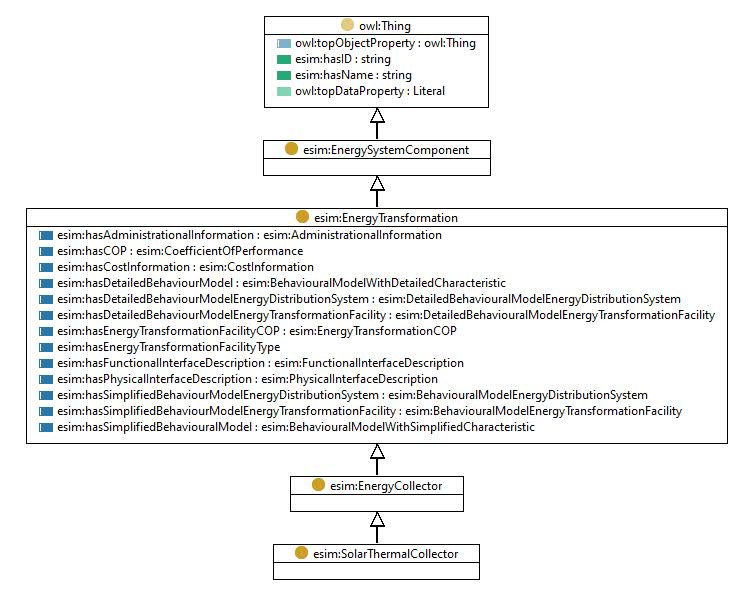 owl:Thing
owl:topObjectProperty : owl:Thing
esim:hasID : string
esim:hasName : string
owl:topDataProperty : Literal
esim:EnergySystemComponent
esim:EnergyTransformation
esim:hasAdministrationalInformation : esim:AdministrationalInformation
esim:hasCOP : esim:CoefficientOfPerformance
esim:hasCostInformation : esim:CostInformation
esim:hasDetailedBehaviourModel : esim:BehaviouralModelWithDetailedCharacteristic
esim:hasDetailedBehaviourModelEnergyDistributionSystem : esim:DetailedBehaviouralModelEnergyDistributionSystem
esim:hasDetailedBehaviourModelEnergyTransformationFacility : esim:DetailedBehaviouralModelEnergyTransformationFacility
esim:hasEnergyTransformationFacilityCOP : esim:EnergyTransformationCOP
esim:hasEnergyTransformationFacilityType
esim:hasFunctionalInterfaceDescription : esim:FunctionalInterfaceDescription
esim:hasPhysicalInterfaceDescription : esim:PhysicalInterfaceDescription
esim:hasSimplifiedBehaviourModelEnergyDistributionSystem : esim:BehaviouralModelEnergyDistributionSystem
esim:hasSimplifiedBehaviourModelEnergyTransformationFacility : esim:BehaviouralModelEnergyTransformationFacility
esim:hasSimplifiedBehaviouralModel : esim:BehaviouralModelWithSimplifiedCharacteristic
esim:EnergyCollector
esim:SolarThermalCollector